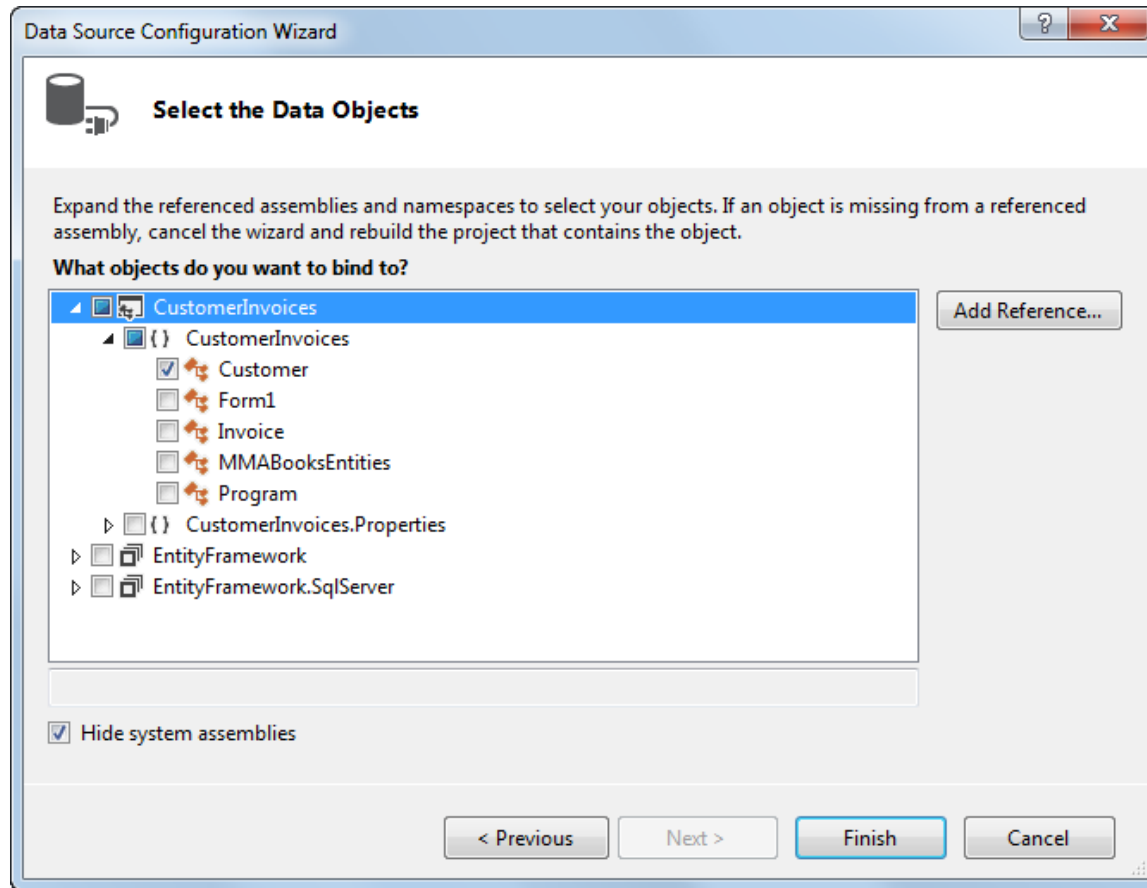 Data Source Configuration Wizard
Select the Data Objects
Expand the referenced assemblies and namespaces to select your objects. If an object is missing from a referenced
assembly, cancel the wizard and rebuild the project that contains the object.
What objects do you want to bind to?
CustomerInvoices
Add Reference...
{ } CustomerInvoices
Customer
Form1
Invoice
MMABooksEntities
Program
{ } CustomerInvoices.Properties
EntityFramework
EntityFramework.SqlServer
Hide system assemblies
< Previous
Next >
Finish
Cancel